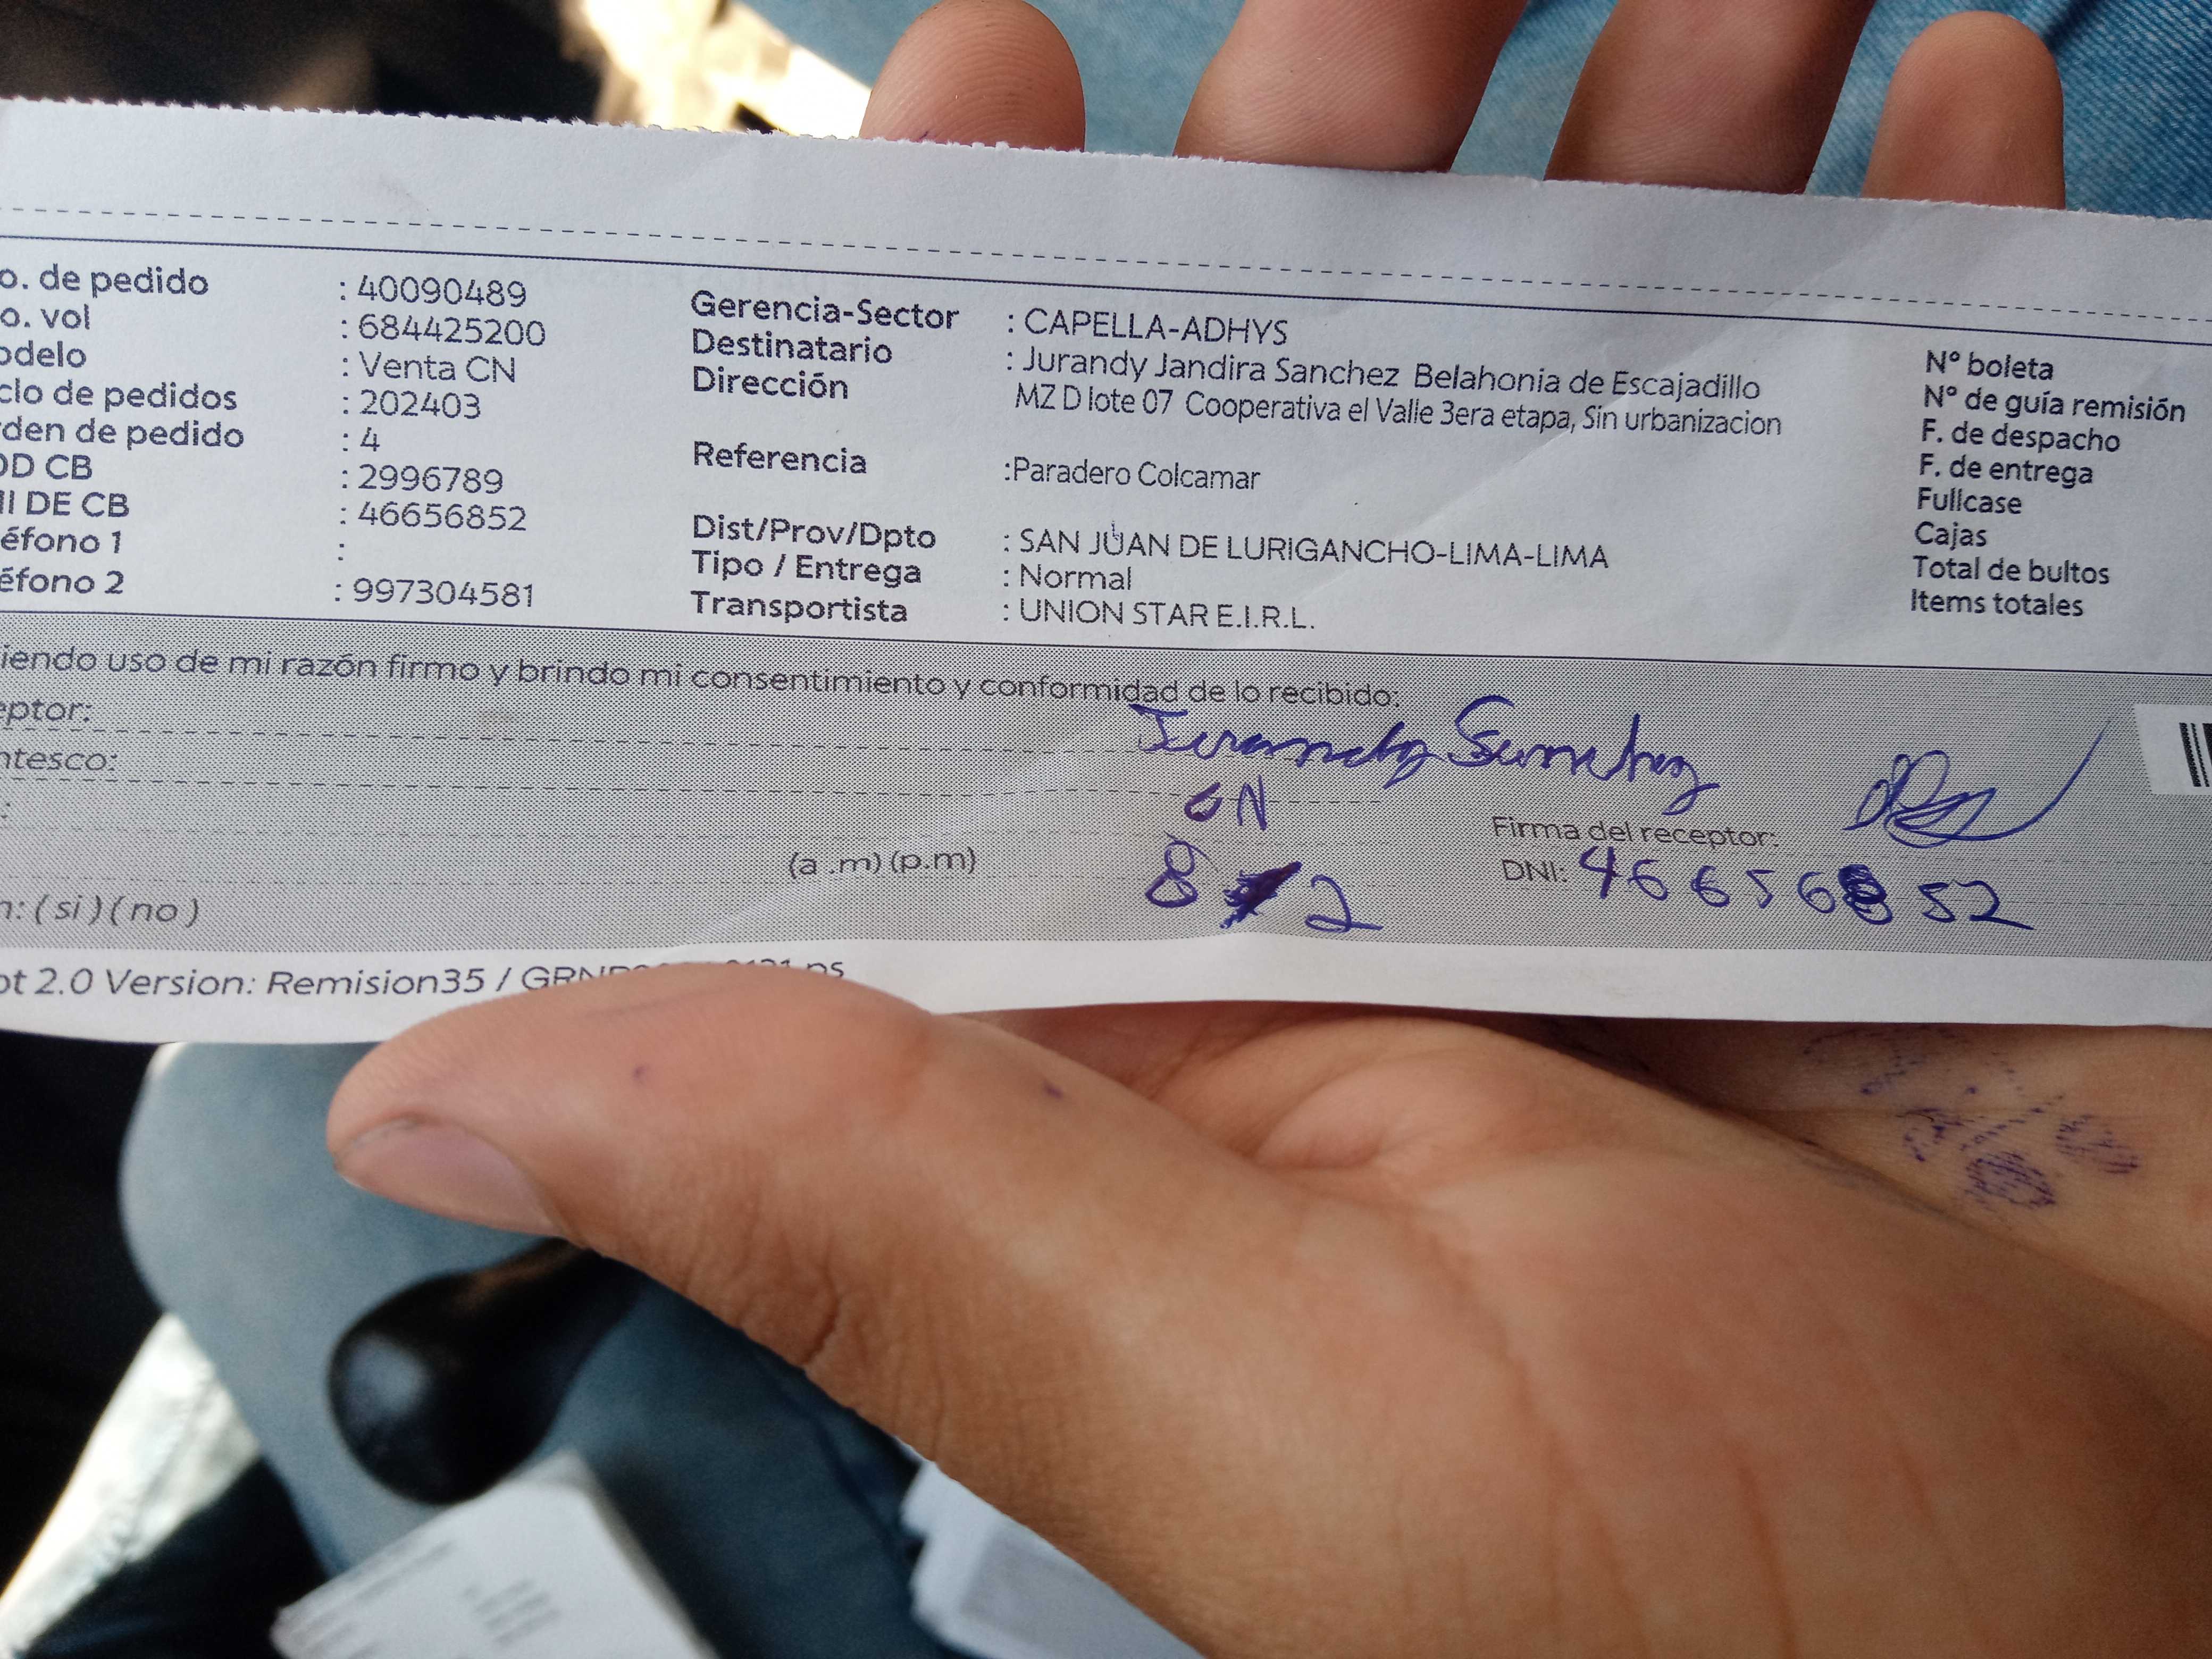 o. de pedido : 40090489
o. vol : 684425200
odelo : Venta CN
clo de pedidos : 202403
rden de pedido : 4
OD CB : 2996789
II DE CB : 46656852
éfono 1 :
éfono 2 : 997304581
Gerencia-Sector : CAPELLA-ADHYS
Destinatario : Jurandy Jandira Sanchez Belahonia de Escajadillo
Dirección MZ D lote 07 Cooperativa el Valle 3era etapa, Sin urbanizacion
Referencia :Paradero Colcamar
Dist/Prov/Dpto : SAN JUAN DE LURIGANCHO-LIMA-LIMA
Tipo / Entrega : Normal
Transportista : UNION STAR E.I.R.L.
N° boleta
N° de guía remisión
F. de despacho
F. de entrega
Fullcase
Cajas
Total de bultos
Items totales
iendo uso de mi razón firmo y brindo mi consentimiento y conformidad de lo recibido:
eptor:
ntesco:
:
(a .m) (p.m)
n: ( si ) ( no )
8 2
Firma del receptor:
DNI: 46656852
ot 2.0 Version: Remision35 /